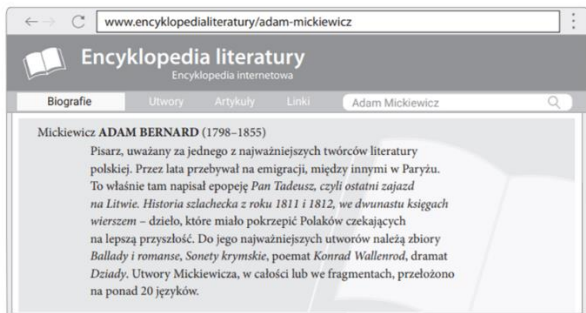 www.encyklopedialiteratury/adam-mickiewicz
Encyklopedia literatury
Encyklopedia internetowa
Biografie Utwory Artykuły Linki Adam Mickiewicz
Mickiewicz ADAM BERNARD (1798–1855)
Pisarz, uważany za jednego z najważniejszych twórców literatury
polskiej. Przez lata przebywał na emigracji, między innymi w Paryżu.
To właśnie tam napisał epopeję Pan Tadeusz, czyli ostatni zajazd
na Litwie. Historia szlachecka z roku 1811 i 1812, we dwunastu księgach
wierszem – dzieło, które miało pokrzepić Polaków czekających
na lepszą przyszłość. Do jego najważniejszych utworów należą zbiory
Ballady i romanse, Sonety krymskie, poemat Konrad Wallenrod, dramat
Dziady. Utwory Mickiewicza, w całości lub we fragmentach, przełożono
na ponad 20 języków.